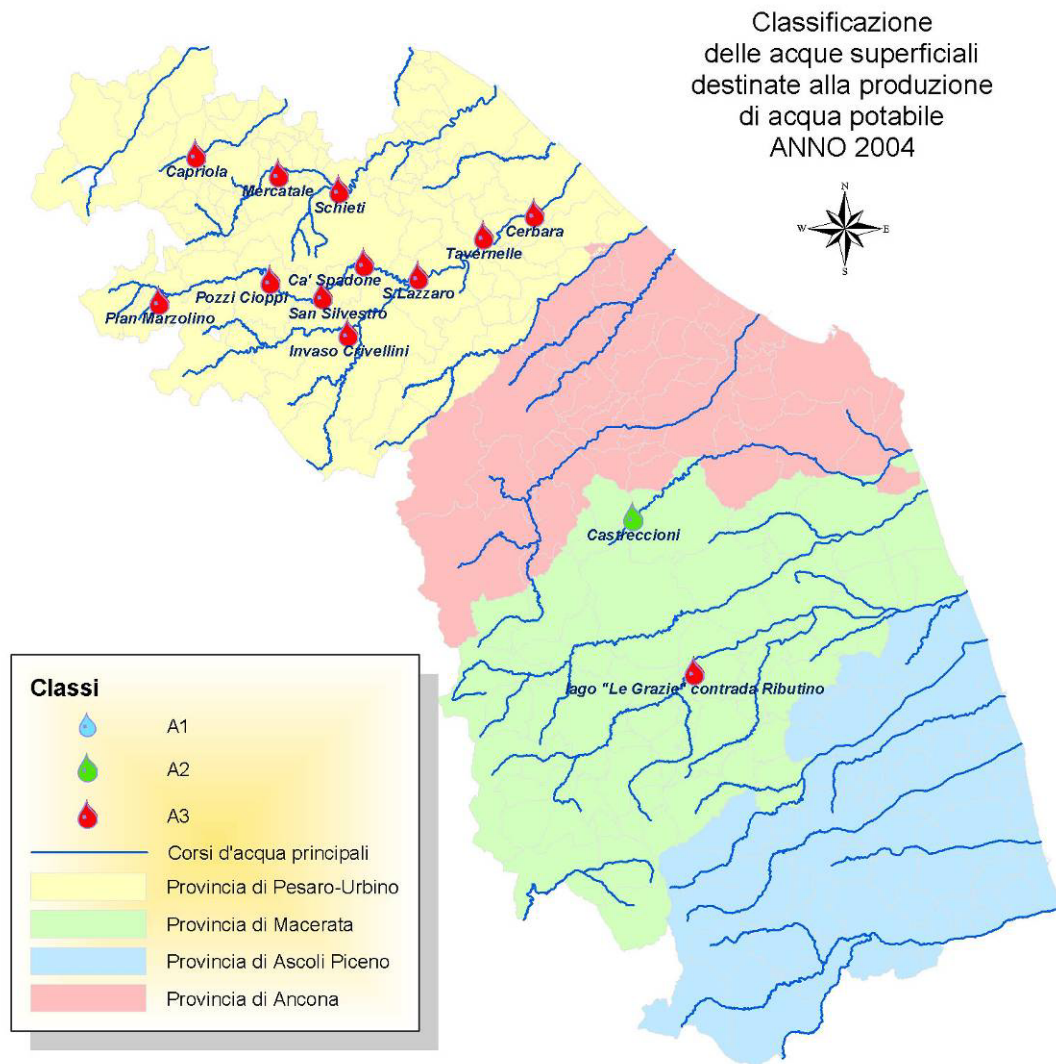 Classificazione
delle acque superficiali
destinate alla produzione
di acqua potabile
ANNO 2004
N
W
E
S
Capriola
Mercatale
Schieti
Cerbara
Tavernelle
Ca' Spadone
S.Lazzaro
Pozzi Cioppi
San Silvestro
Pian Marzolino
Invaso Crivellini
Castreccioni
lago "Le Grazie" contrada Ributino
Classi
A1
A2
A3
Corsi d'acqua principali
Provincia di Pesaro-Urbino
Provincia di Macerata
Provincia di Ascoli Piceno
Provincia di Ancona